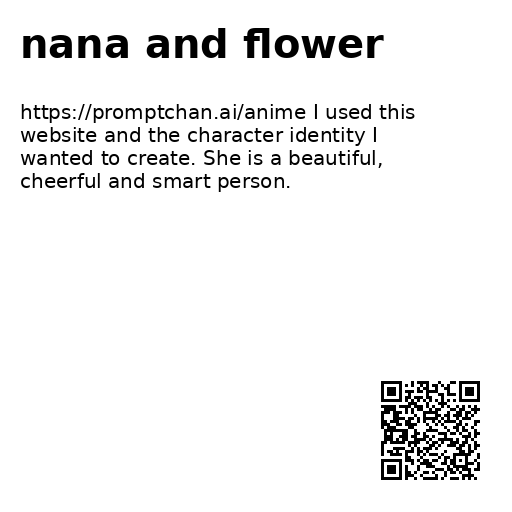 nana and flower
https://promptchan.ai/anime I used this
website and the character identity I
wanted to create. She is a beautiful,
cheerful and smart person.